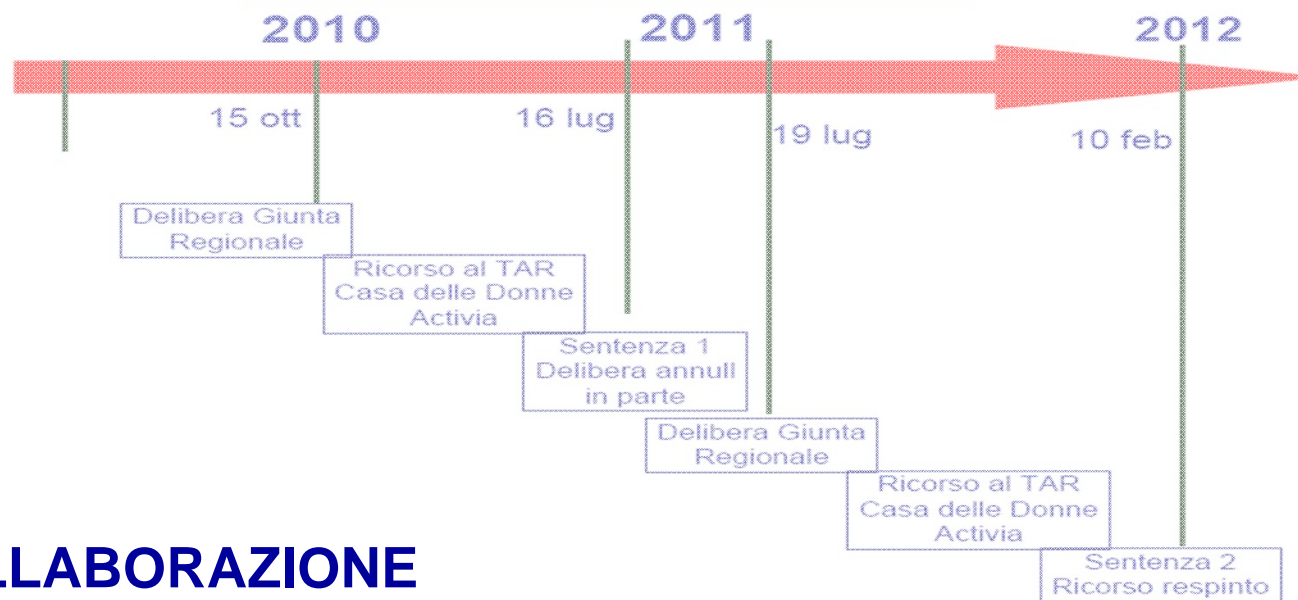 2010
2011
2012
15 ott
16 lug
19 lug
10 feb
Delibera Giunta
Regionale
Ricorso al TAR
Casa delle Donne
Activia
Sentenza 1
Delibera annull
in parte
Delibera Giunta
Regionale
Ricorso al TAR
Casa delle Donne
Activia
Sentenza 2
Ricorso respinto
LLABORAZIONE